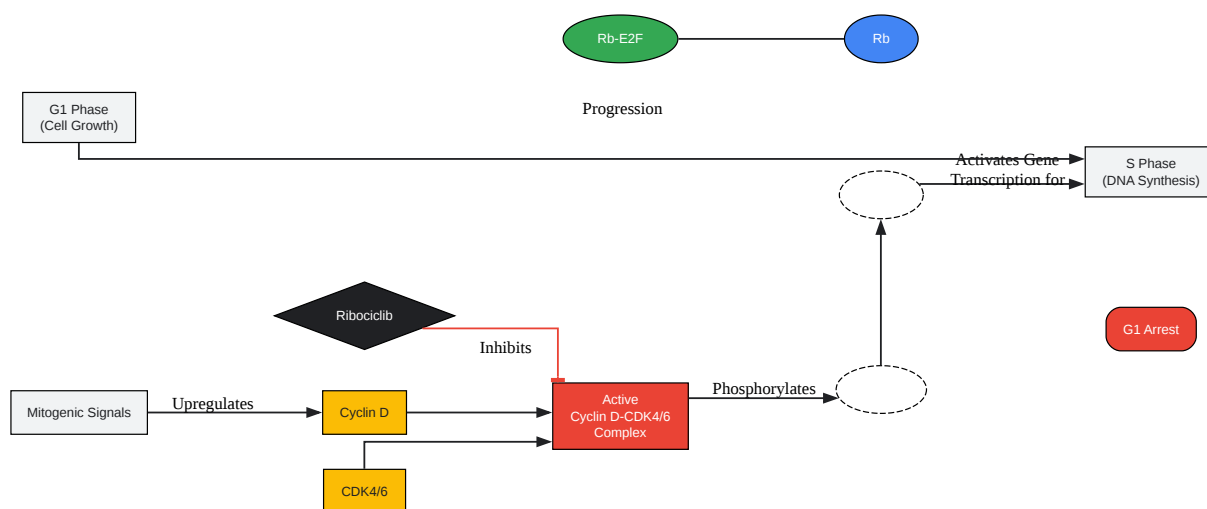 Rb-E2F
Rb
Progression
G1 Phase
(Cell Growth)
Activates Gene
Transcription for
S Phase
(DNA Synthesis)
Ribociclib
Inhibits
G1 Arrest
Mitogenic Signals
Upregulates
Cyclin D
Active
Cyclin D-CDK4/6
Complex
Phosphorylates
CDK4/6